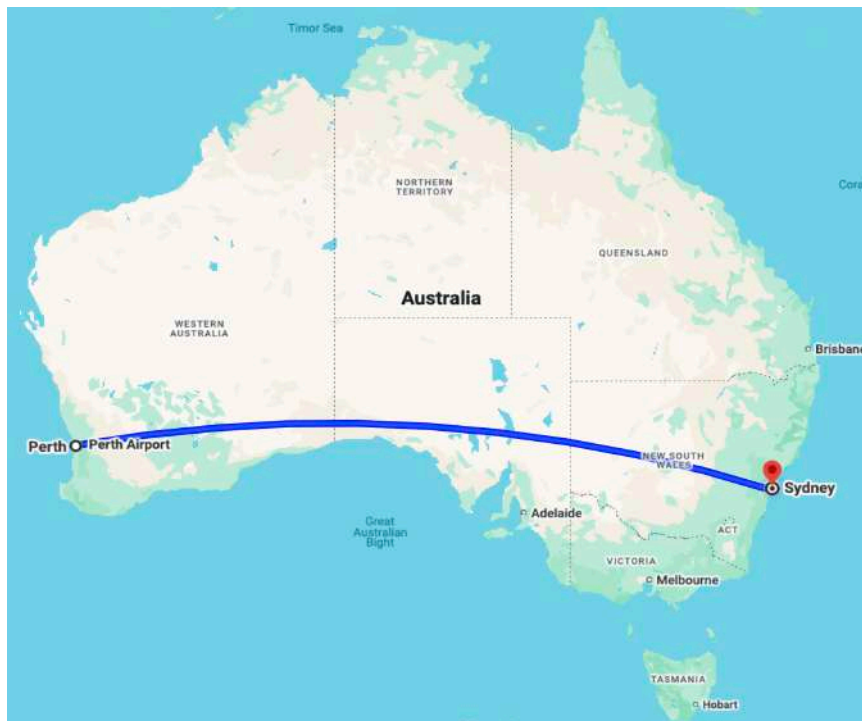 Timor Sea
NORTHERN
TERRITORY
Cora
QUEENSLAND
Australia
WESTERN
AUSTRALIA
Brisbane
Perth
Perth Airport
NEW SOUTH
WALES
Sydney
Adelaide
Great
Australian
Bight
ACT
VICTORIA
Melbourne
TASMANIA
Hobart